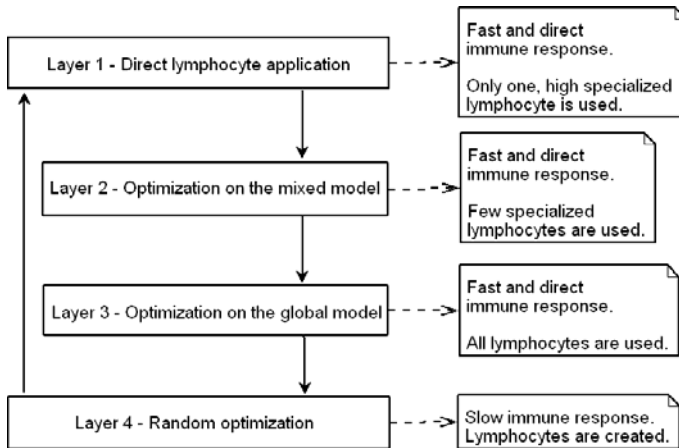 Layer 1 - Direct lymphocyte application
Fast and direct
immune response.
Only one, high specialized
lymphocyte is used.
Layer 2 - Optimization on the mixed model
Fast and direct
immune response.
Few specialized
lymphocytes are used.
Layer 3 - Optimization on the global model
Fast and direct
immune response.
All lymphocytes are used.
Layer 4 - Random optimization
Slow immune response.
Lymphocytes are created.